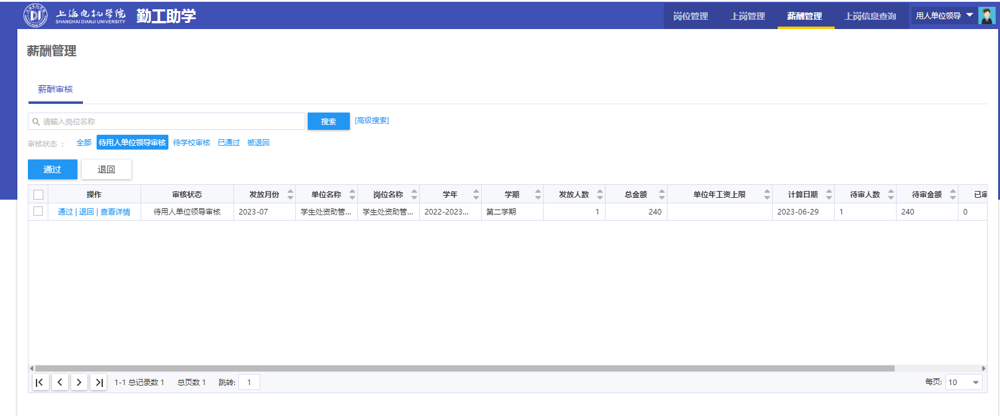 上海电机学院
SHANGHAI DIANJI UNIVERSITY
勤工助学
岗位管理 上岗管理 薪酬管理 上岗信息查询 用人单位领导
薪酬管理
薪酬审核
请输入岗位名称 搜索 [高级搜索]
审核状态 : 全部 待用人单位领导审核 待学校审核 已通过 被退回
通过 退回
操作 审核状态 发放月份 单位名称 岗位名称 学年 学期 发放人数 总金额 单位年工资上限 计算日期 待审人数 待审金额 已审
通过 | 退回 | 查看详情 待用人单位领导审核 2023-07 学生处资助管... 学生处资助管... 2022-2023... 第二学期 1 240 2023-06-29 1 240 0
1-1 总记录数 1 总页数 1 跳转: 1 每页: 10